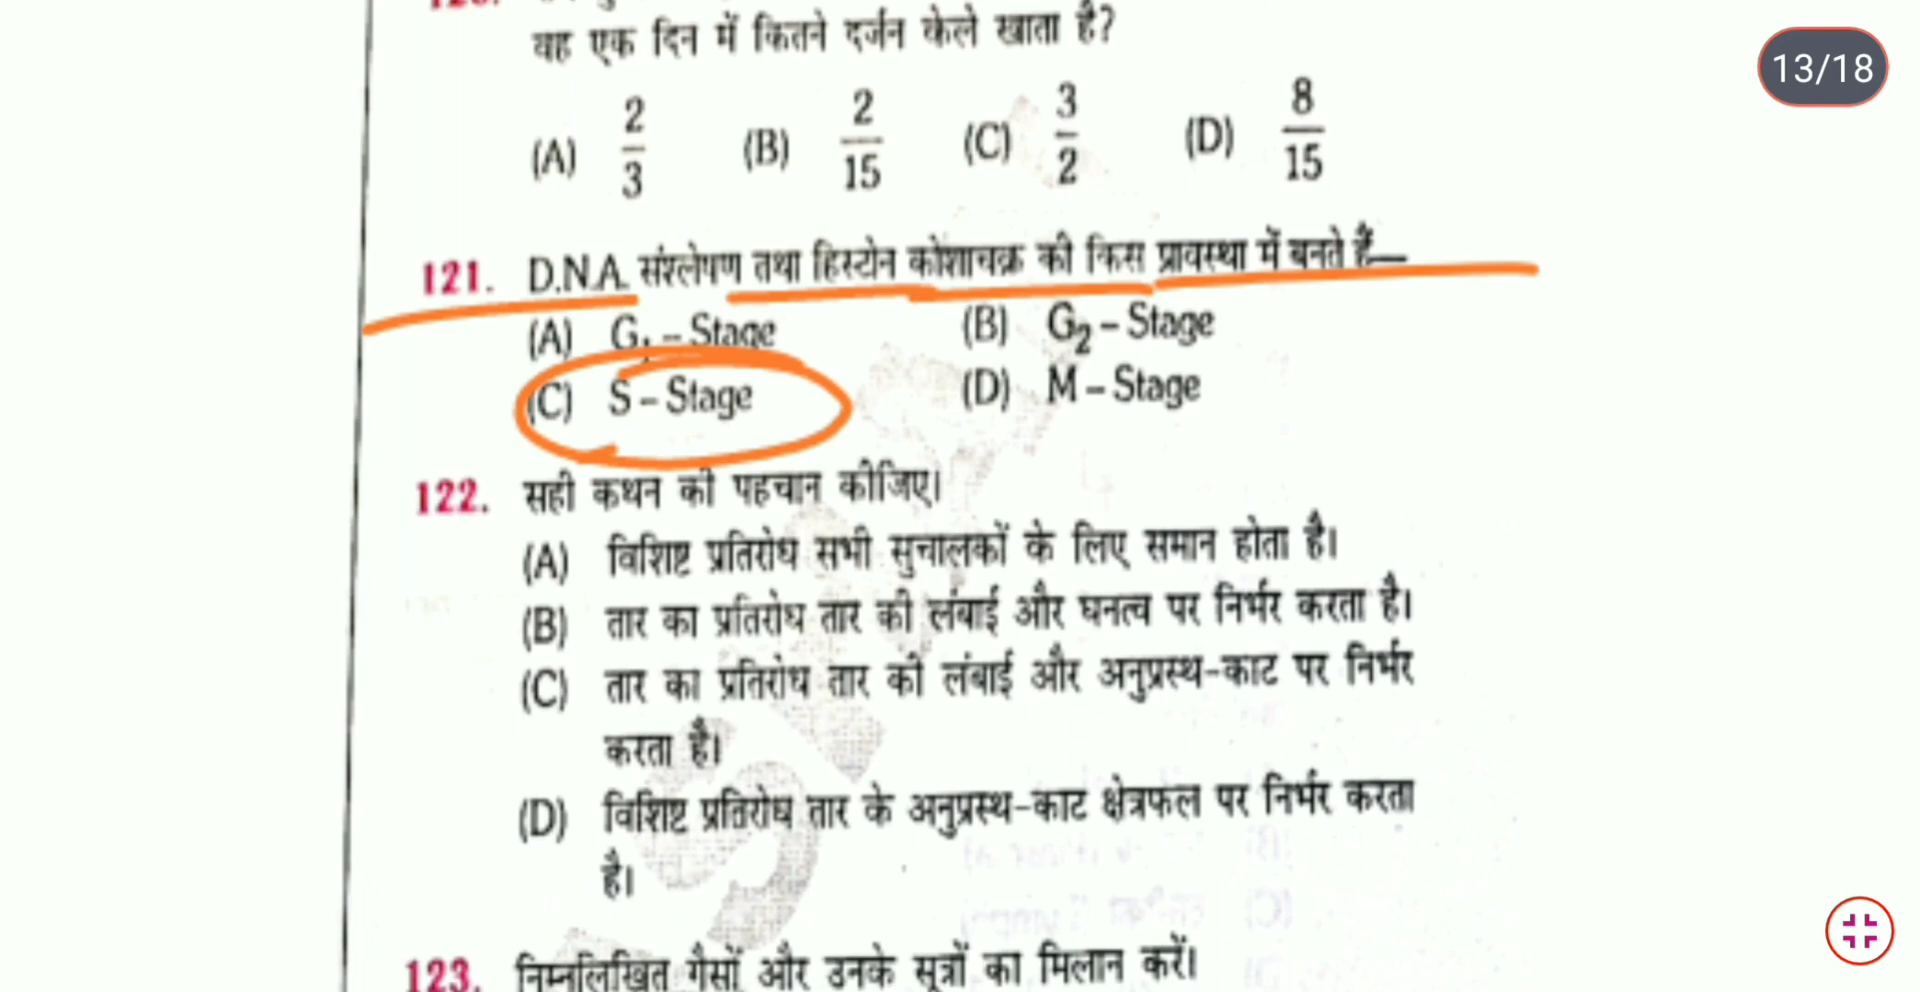 वह एक दिन में कितने दर्जन केले खाता है?
13/18
(A) 2/3 (B) 2/15 (C) 3/2 (D) 8/15
121. D.N.A. संश्लेषण तथा हिस्टोन कोशाचक्र की किस प्रावस्था में बनते हैं—
(A) G₁ – Stage (B) G₂ – Stage
(C) S – Stage (D) M – Stage
122. सही कथन की पहचान कीजिए।
(A) विशिष्ट प्रतिरोध सभी सुचालकों के लिए समान होता है।
(B) तार का प्रतिरोध तार की लंबाई और घनत्व पर निर्भर करता है।
(C) तार का प्रतिरोध तार की लंबाई और अनुप्रस्थ-काट पर निर्भर
करता है।
(D) विशिष्ट प्रतिरोध तार के अनुप्रस्थ-काट क्षेत्रफल पर निर्भर करता
है।
123. निम्नलिखित गैसों और उनके सूत्रों का मिलान करें।